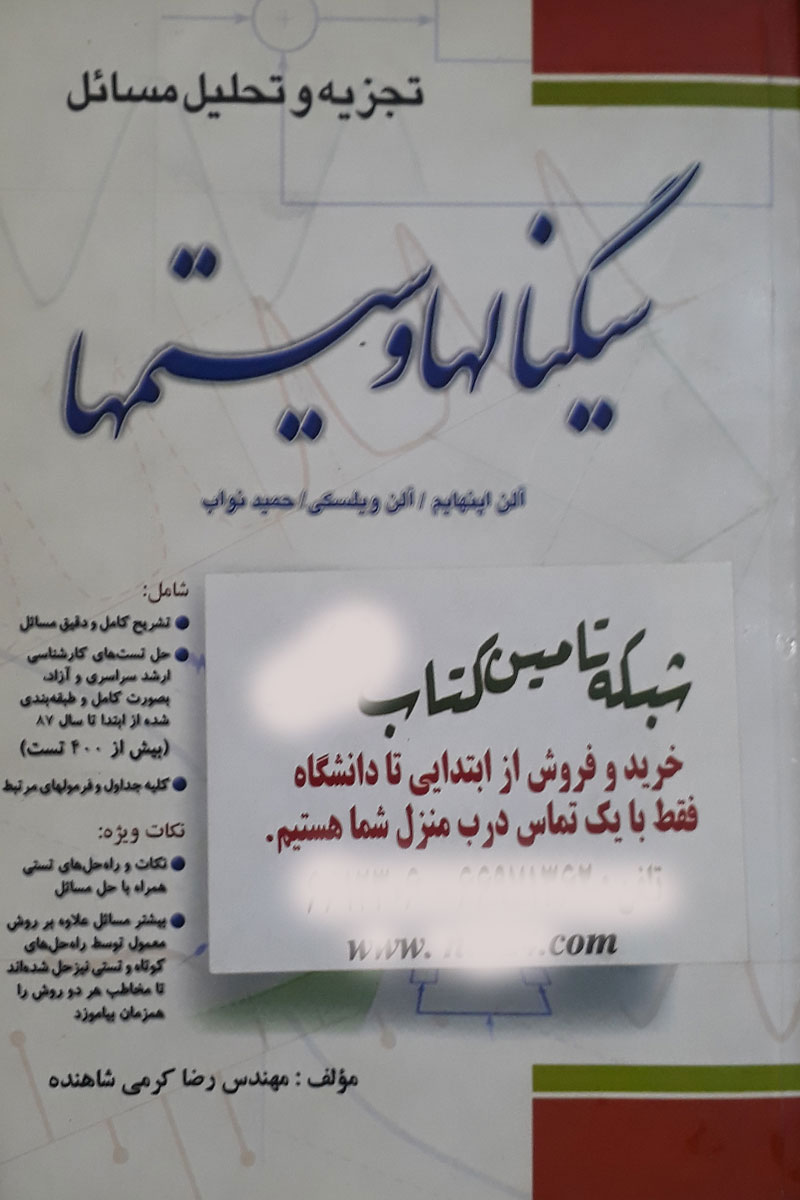 تجزیه و تحلیل مسائل
سیگنالها و سیستمها
آلن اپنهایم / آلن ویلسکی / حمید نواب
شامل:
تشریح کامل و دقیق مسائل
حل تست‌های کارشناسی
ارشد سراسری و آزاد،
بصورت کامل و طبقه‌بندی
شده از ابتدا تا سال ۸۷
(بیش از ۴۰۰ تست)
کلیه جداول و فرمولهای مرتبط
نکات ویژه:
نکات و راه‌حل‌های تستی
همراه با حل مسائل
بیشتر مسائل علاوه بر روش
معمول توسط راه‌حل‌های
کوتاه و تستی نیز حل شده‌اند
تا مخاطب هر دو روش را
همزمان بیاموزد
شبکه تامین کتاب
خرید و فروش از ابتدایی تا دانشگاه
فقط با یک تماس درب منزل شما هستیم.
www. .com
مؤلف : مهندس رضا کرمی شاهنده